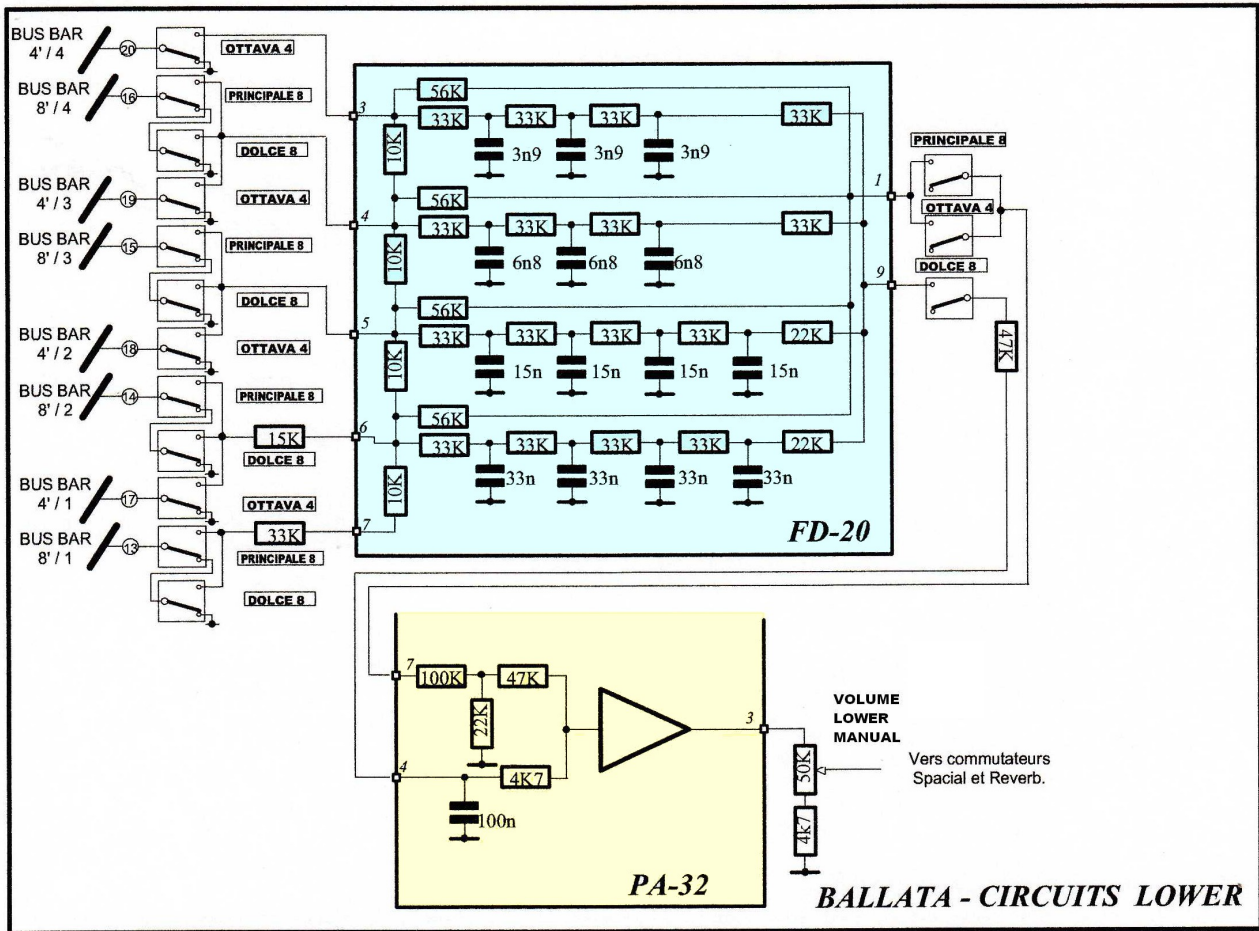 BUS BAR
4' / 4
20
OTTAVA 4
BUS BAR
8' / 4
16
PRINCIPALE 8
DOLCE 8
BUS BAR
4' / 3
19
OTTAVA 4
BUS BAR
8' / 3
15
PRINCIPALE 8
DOLCE 8
BUS BAR
4' / 2
18
OTTAVA 4
BUS BAR
8' / 2
14
PRINCIPALE 8
15K
DOLCE 8
BUS BAR
4' / 1
17
OTTAVA 4
BUS BAR
8' / 1
13
33K
PRINCIPALE 8
DOLCE 8
3
56K
33K 33K 33K 33K
10K
3n9 3n9 3n9
4
56K
33K 33K 33K 33K
10K
6n8 6n8 6n8
5
56K
33K 33K 33K 33K 22K
10K
15n 15n 15n 15n
6
56K
33K 33K 33K 33K 22K
10K
33n 33n 33n 33n
7
FD-20
1
9
PRINCIPALE 8
OTTAVA 4
DOLCE 8
47K
7
100K 47K
22K
4
4K7
100n
3
PA-32
VOLUME
LOWER
MANUAL
50K
Vers commutateurs
Spacial et Reverb.
4k7
BALLATA - CIRCUITS LOWER